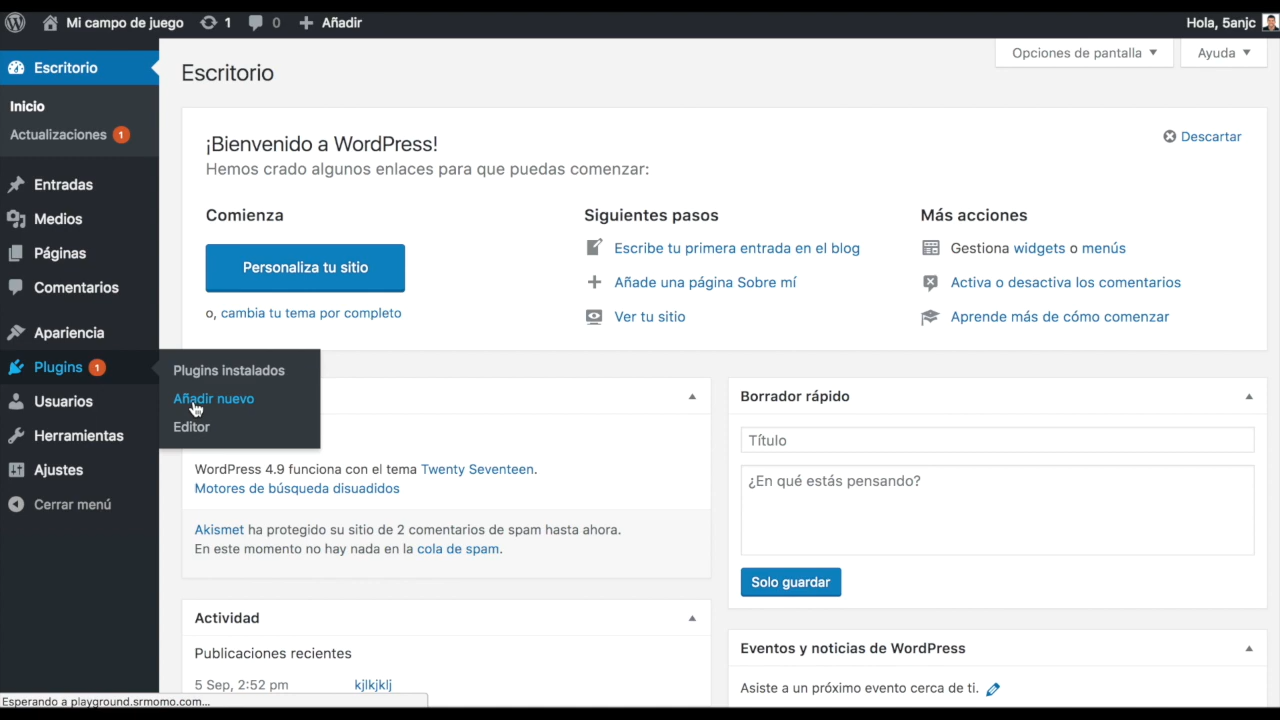 Mi campo de juego 1 0 Añadir Hola, 5anjc
Escritorio
Inicio
Actualizaciones 1
Entradas
Medios
Páginas
Comentarios
Apariencia
Plugins 1
Usuarios
Herramientas
Ajustes
Cerrar menú
Plugins instalados
Añadir nuevo
Editor
Opciones de pantalla Ayuda
Escritorio
¡Bienvenido a WordPress!
Descartar
Hemos crado algunos enlaces para que puedas comenzar:
Comienza
Personaliza tu sitio
o, cambia tu tema por completo
Siguientes pasos
Escribe tu primera entrada en el blog
Añade una página Sobre mí
Ver tu sitio
Más acciones
Gestiona widgets o menús
Activa o desactiva los comentarios
Aprende más de cómo comenzar
WordPress 4.9 funciona con el tema Twenty Seventeen.
Motores de búsqueda disuadidos
Akismet ha protegido su sitio de 2 comentarios de spam hasta ahora.
En este momento no hay nada en la cola de spam.
Actividad
Publicaciones recientes
5 Sep, 2:52 pm kjlkjklj
Borrador rápido
Título
¿En qué estás pensando?
Solo guardar
Eventos y noticias de WordPress
Asiste a un próximo evento cerca de ti.
Esperando a playground.srmomo.com...